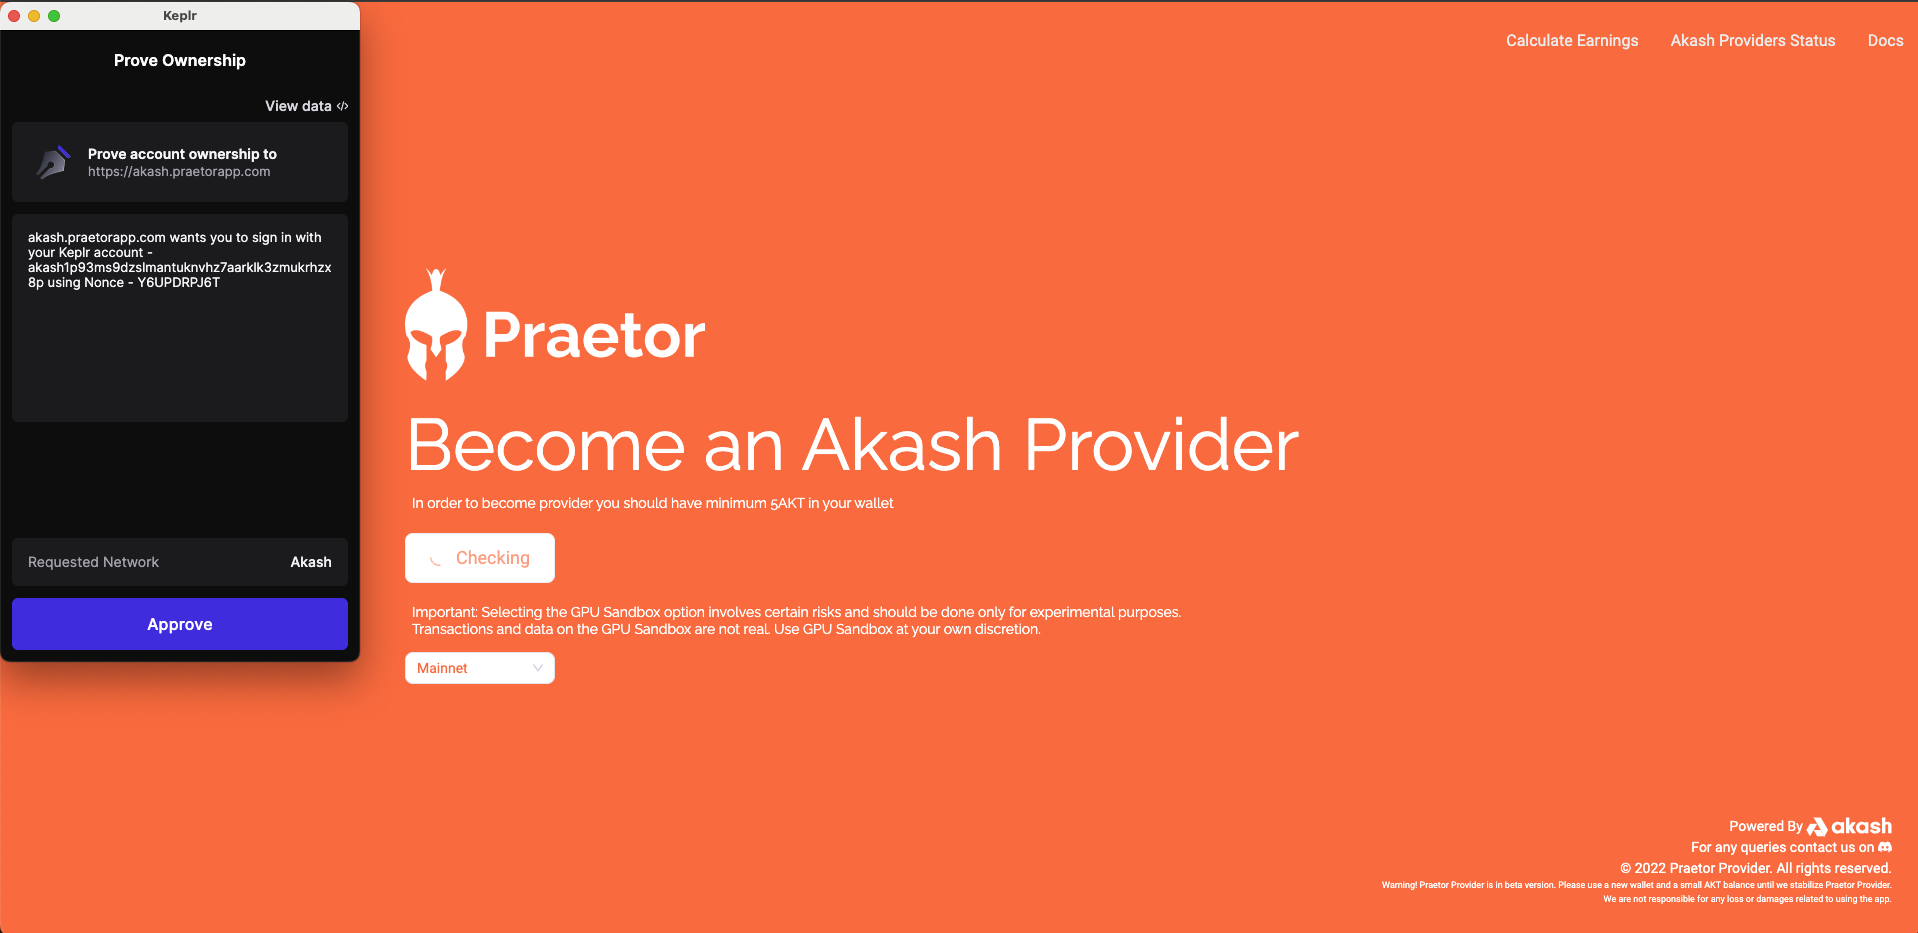 Keplr
Prove Ownership
View data </>
Prove account ownership to
https://akash.praetorapp.com
akash.praetorapp.com wants you to sign in with
your Keplr account -
akash1p93ms9dzslmantuknvhz7aarklk3zmukrhzx
8p using Nonce - Y6UPDRPJ6T
Requested Network Akash
Approve
Calculate Earnings Akash Providers Status Docs
Praetor
Become an Akash Provider
In order to become provider you should have minimum 5AKT in your wallet
Checking
Important: Selecting the GPU Sandbox option involves certain risks and should be done only for experimental purposes.
Transactions and data on the GPU Sandbox are not real. Use GPU Sandbox at your own discretion.
Mainnet
Powered By akash
For any queries contact us on
© 2022 Praetor Provider. All rights reserved.
Warning! Praetor Provider is in beta version. Please use a new wallet and a small AKT balance until we stabilize Praetor Provider.
We are not responsible for any loss or damages related to using the app.